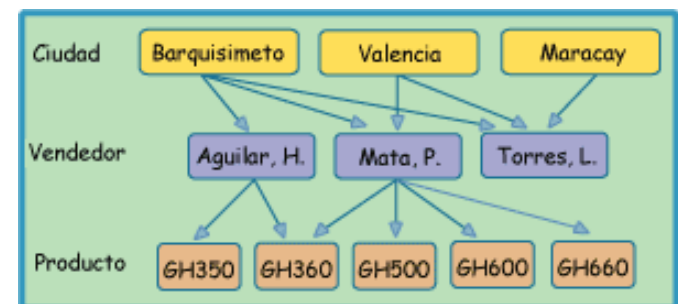 Ciudad Barquisimeto Valencia Maracay
Vendedor Aguilar, H. Mata, P. Torres, L.
Producto GH350 GH360 GH500 GH600 GH660